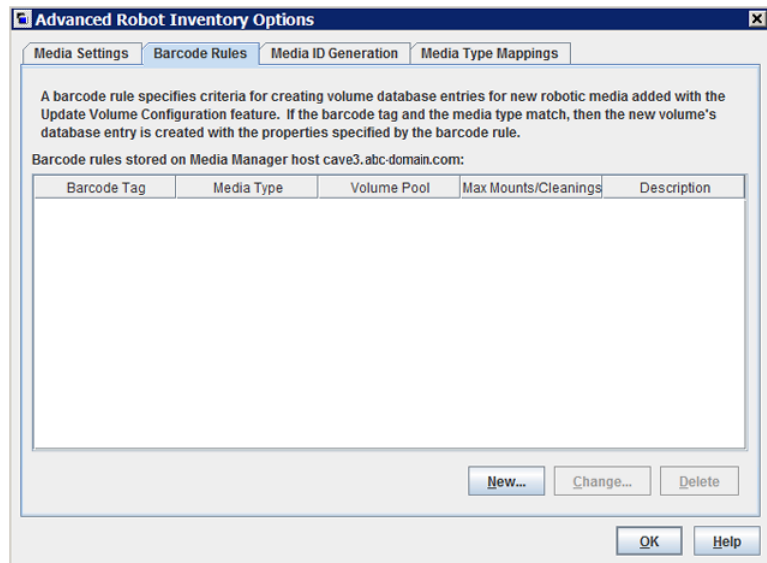 Advanced Robot Inventory Options
Media Settings Barcode Rules Media ID Generation Media Type Mappings
A barcode rule specifies criteria for creating volume database entries for new robotic media added with the
Update Volume Configuration feature. If the barcode tag and the media type match, then the new volume's
database entry is created with the properties specified by the barcode rule.
Barcode rules stored on Media Manager host cave3.abc-domain.com:
Barcode Tag Media Type Volume Pool Max Mounts/Cleanings Description
New... Change... Delete
OK Help